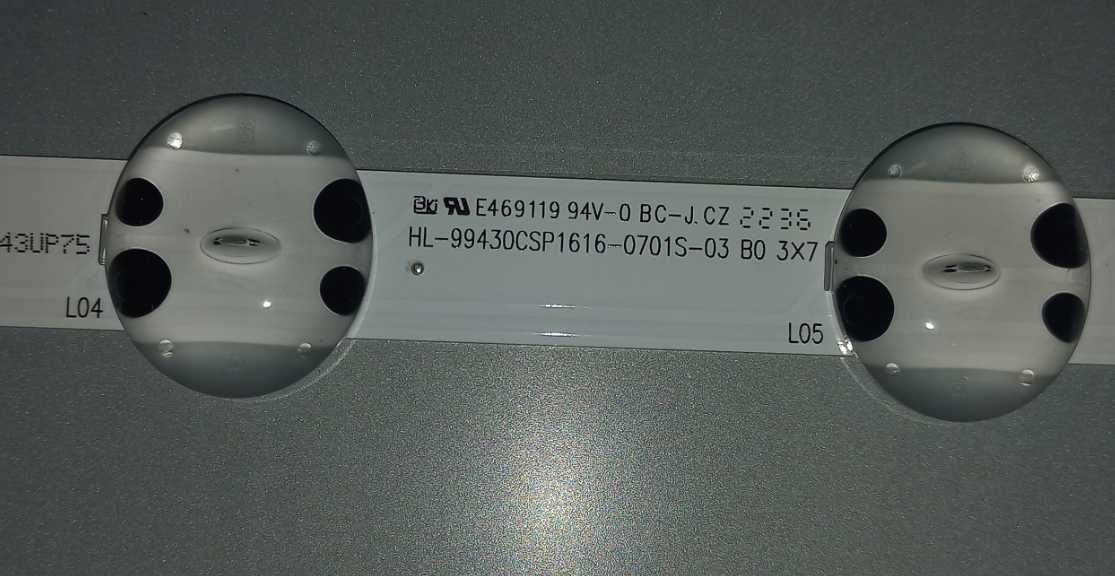 43UP75
L04
E469119 94V-0 BC-J.CZ 2236
HL-99430CSP1616-0701S-03 B0 3X7
L05